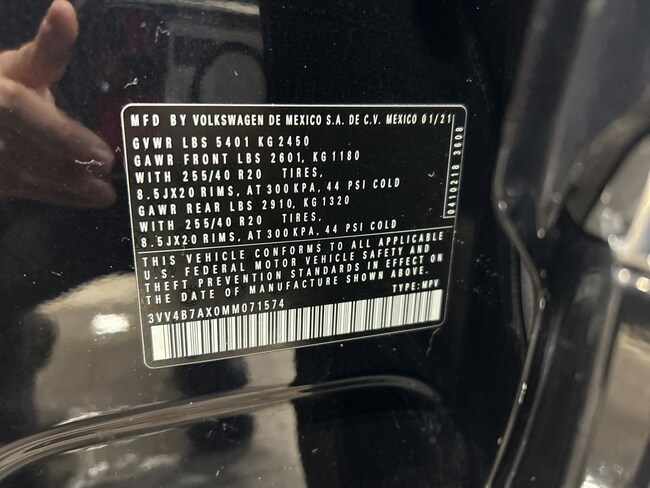 MFD BY VOLKSWAGEN DE MEXICO S.A. DE C.V. MEXICO 01/21
GVWR LBS 5401 KG 2450
GAWR FRONT LBS 2601, KG 1180
WITH 255/40 R20 TIRES,
8.5JX20 RIMS, AT 300 KPA, 44 PSI COLD
GAWR REAR LBS 2910, KG 1320
WITH 255/40 R20 TIRES,
8.5JX20 RIMS, AT 300 KPA, 44 PSI COLD
0410218 3608
THIS VEHICLE CONFORMS TO ALL APPLICABLE
U.S. FEDERAL MOTOR VEHICLE SAFETY AND
THEFT PREVENTION STANDARDS IN EFFECT ON
THE DATE OF MANUFACTURE SHOWN ABOVE.
TYPE: MPV
3VV4B7AX0MM071574